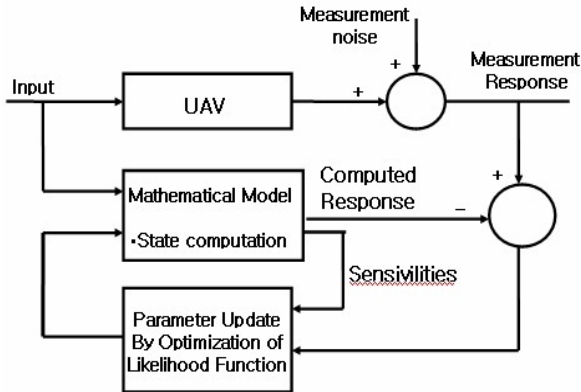 Measurement
noise
Measurement
Response
Input
+
+
UAV
Mathematical Model
•State computation
Computed
Response
+
−
Sensivilities
Parameter Update
By Optimization of
Likelihood Function